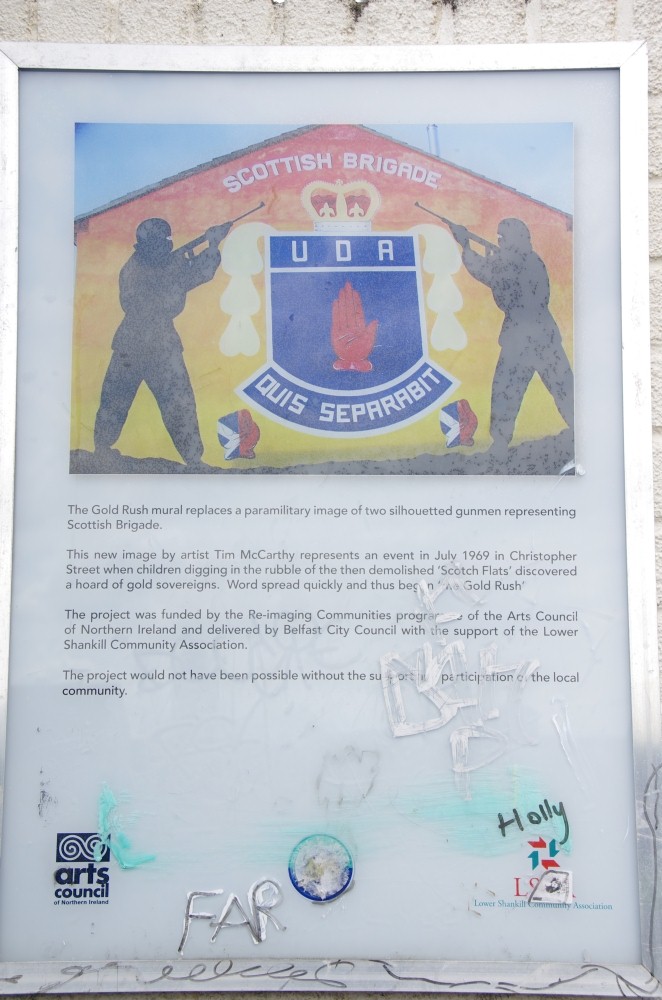 SCOTTISH BRIGADE
UDA
QUIS SEPARABIT
The Gold Rush mural replaces a paramilitary image of two silhouetted gunmen representing
Scottish Brigade.
This new image by artist Tim McCarthy represents an event in July 1969 in Christopher
Street when children digging in the rubble of the then demolished 'Scotch Flats' discovered
a hoard of gold sovereigns. Word spread quickly and thus began 'the Gold Rush'
The project was funded by the Re-imaging Communities programme of the Arts Council
of Northern Ireland and delivered by Belfast City Council with the support of the Lower
Shankill Community Association.
The project would not have been possible without the support participation of the local
community.
Holly
arts
council
of Northern Ireland
Lower Shankill Community Association
FAR